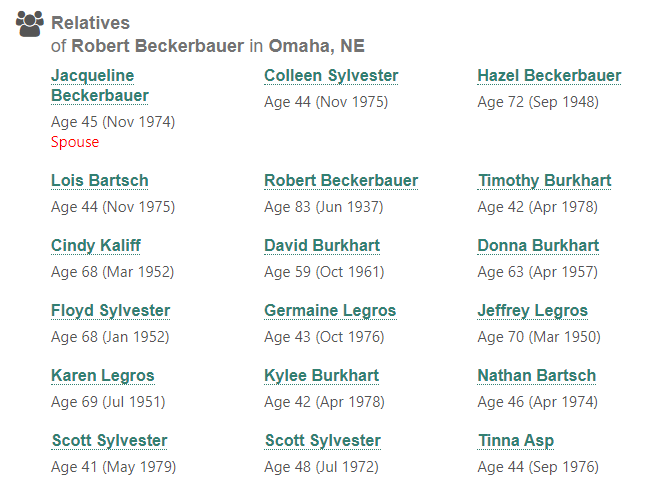 Relatives
of Robert Beckerbauer in Omaha, NE
Jacqueline
Beckerbauer
Age 45 (Nov 1974)
Spouse
Colleen Sylvester
Age 44 (Nov 1975)
Hazel Beckerbauer
Age 72 (Sep 1948)
Lois Bartsch
Age 44 (Nov 1975)
Robert Beckerbauer
Age 83 (Jun 1937)
Timothy Burkhart
Age 42 (Apr 1978)
Cindy Kaliff
Age 68 (Mar 1952)
David Burkhart
Age 59 (Oct 1961)
Donna Burkhart
Age 63 (Apr 1957)
Floyd Sylvester
Age 68 (Jan 1952)
Germaine Legros
Age 43 (Oct 1976)
Jeffrey Legros
Age 70 (Mar 1950)
Karen Legros
Age 69 (Jul 1951)
Kylee Burkhart
Age 42 (Apr 1978)
Nathan Bartsch
Age 46 (Apr 1974)
Scott Sylvester
Age 41 (May 1979)
Scott Sylvester
Age 48 (Jul 1972)
Tinna Asp
Age 44 (Sep 1976)